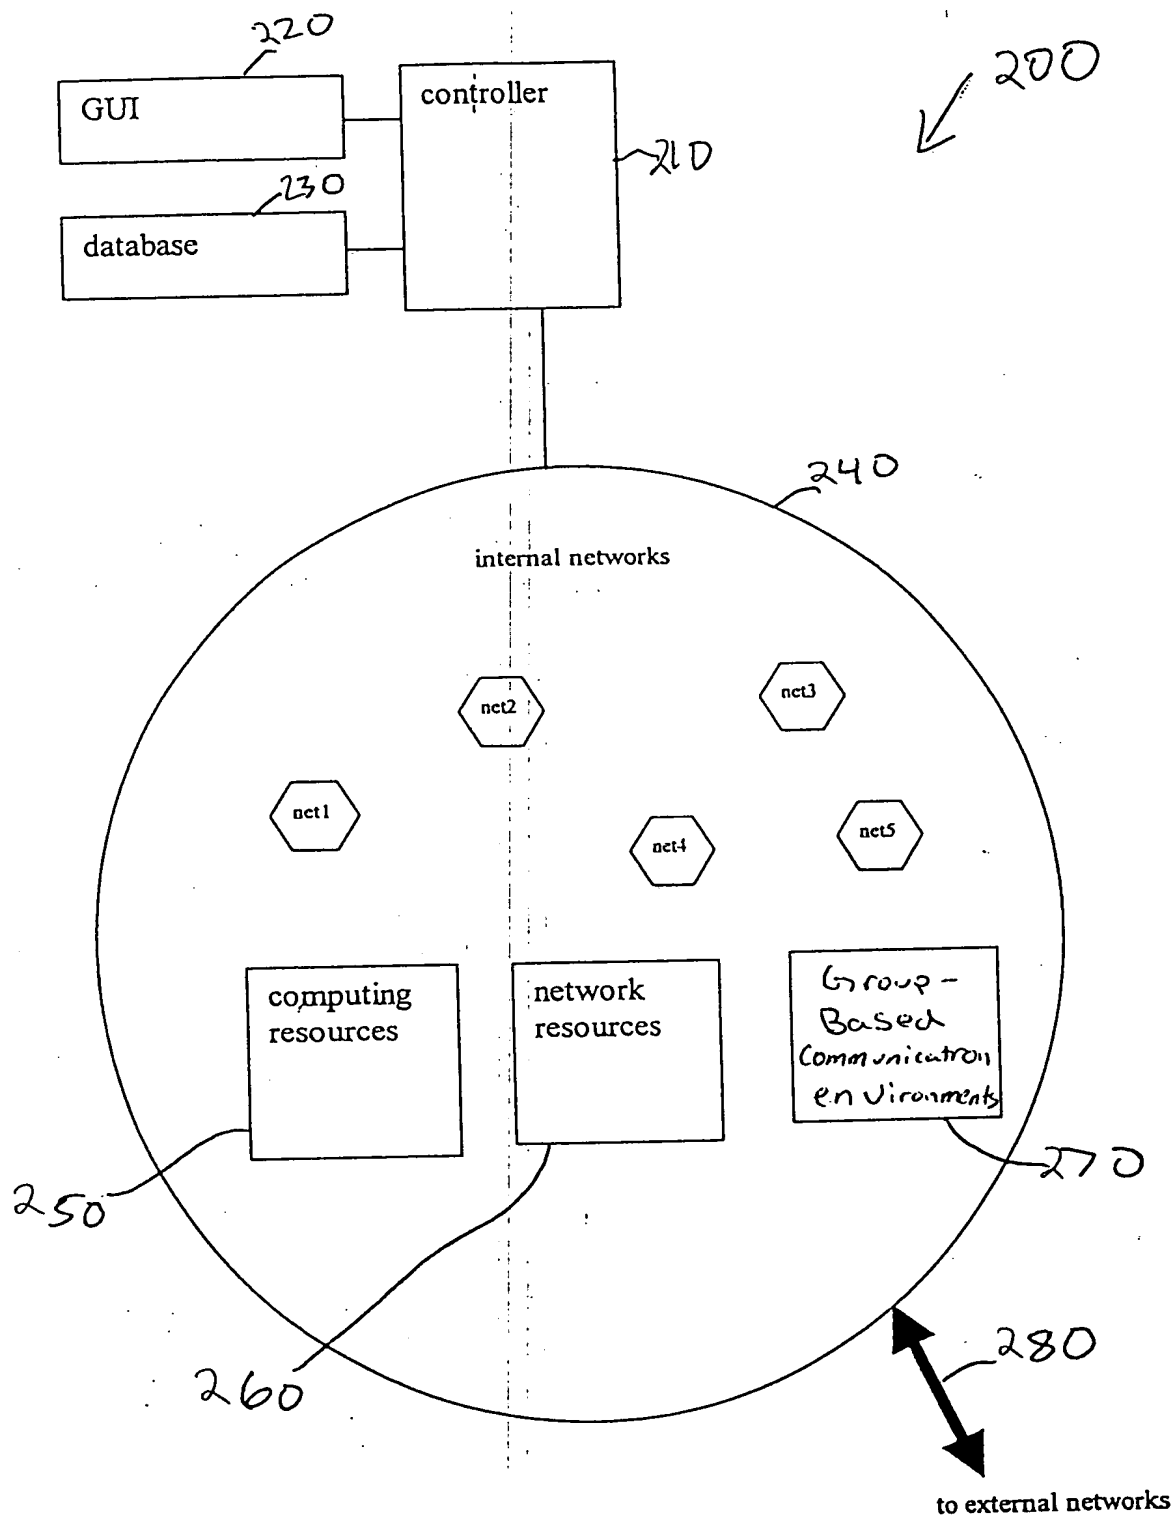 220
200
GUI
controller
210
230
database
240
internal networks
net2
net3
net1
net4
net5
computing
resources
network
resources
Group-
Based
Communication
environments
250
270
260
280
to external networks